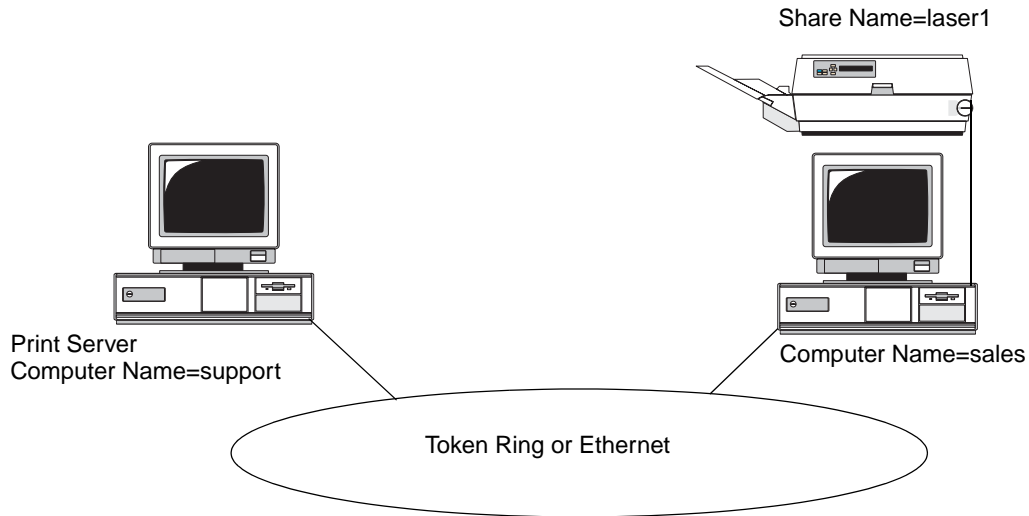 Share Name=laser1
Print Server
Computer Name=support
Computer Name=sales
Token Ring or Ethernet